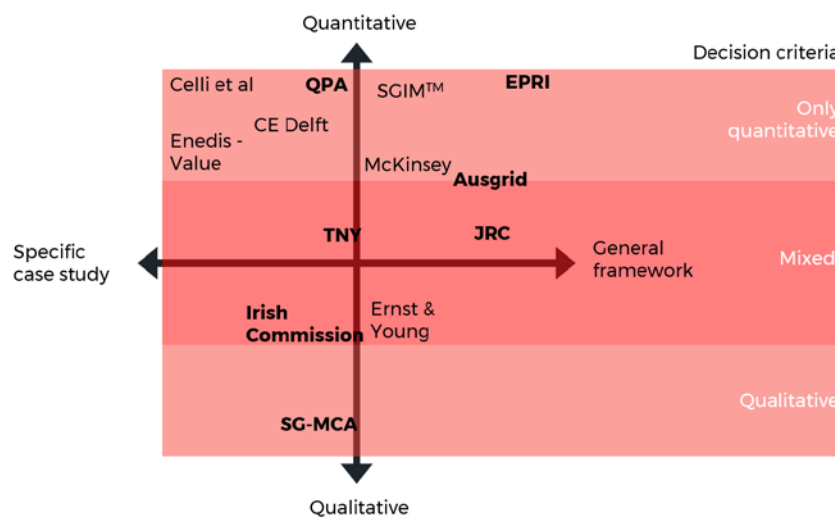 Quantitative
Decision criteria
Celli et al
QPA
SGIM™
EPRI
Only
quantitative
CE Delft
Enedis -
Value
McKinsey
Ausgrid
TNY
JRC
Specific
case study
General
framework
Mixed
Irish
Commission
Ernst &
Young
Qualitative
SG-MCA
Qualitative